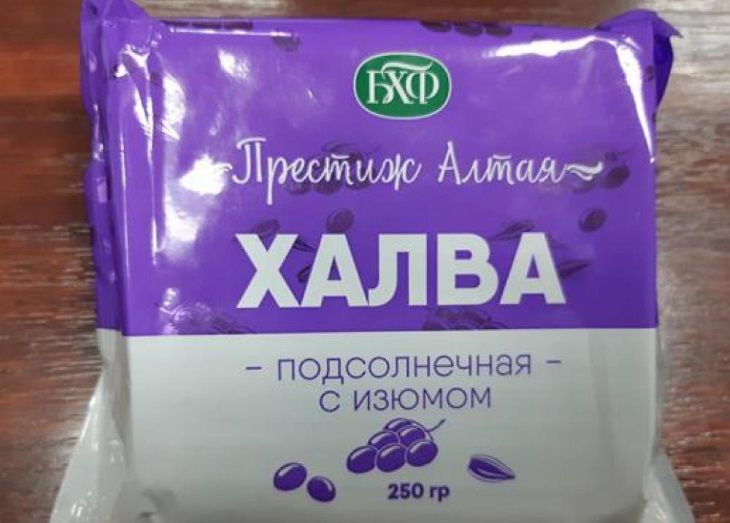 БХФ
Престиж Алтая
ХАЛВА
- подсолнечная -
с изюмом
250 гр